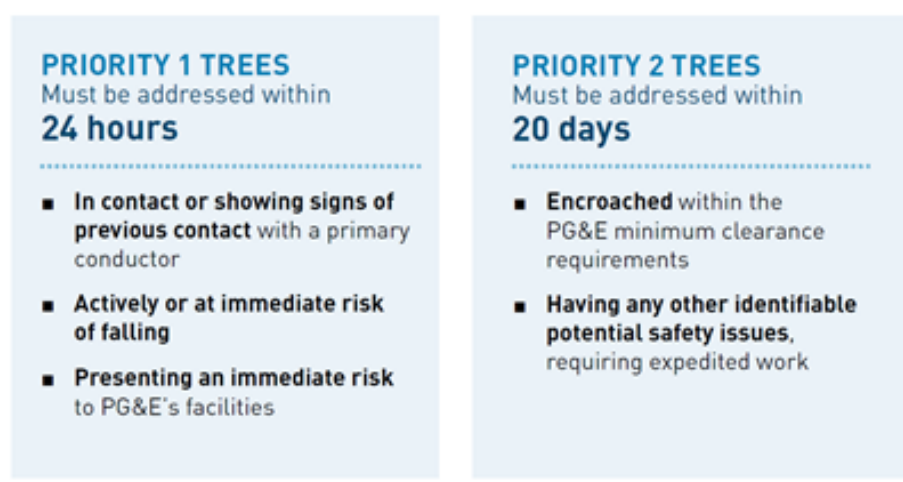 PRIORITY 1 TREES
Must be addressed within
24 hours
■ In contact or showing signs of
previous contact with a primary
conductor
■ Actively or at immediate risk
of falling
■ Presenting an immediate risk
to PG&E's facilities
PRIORITY 2 TREES
Must be addressed within
20 days
■ Encroached within the
PG&E minimum clearance
requirements
■ Having any other identifiable
potential safety issues,
requiring expedited work